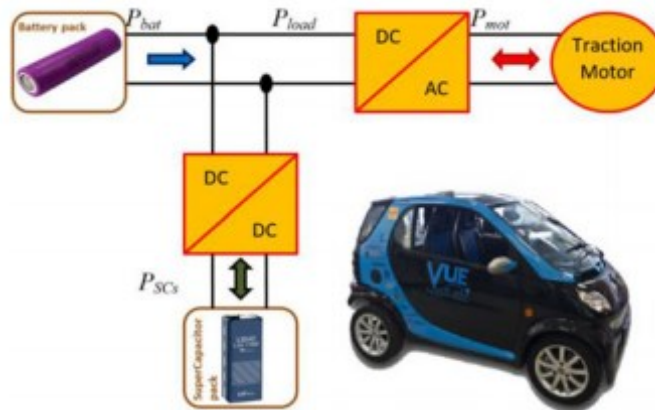 Battery pack
P_bat
P_load
DC
AC
P_mot
Traction
Motor
DC
DC
P_SCs
SuperCapacitor
pack
VUE